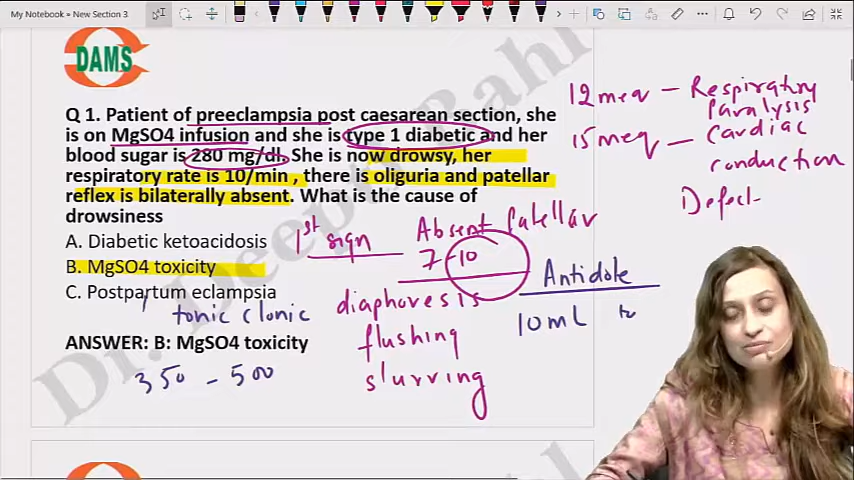 My Notebook » New Section 3
DAMS
Q 1. Patient of preeclampsia post caesarean section, she
is on MgSO4 infusion and she is type 1 diabetic and her
blood sugar is 280 mg/dl. She is now drowsy, her
respiratory rate is 10/min , there is oliguria and patellar
reflex is bilaterally absent. What is the cause of
drowsiness
A. Diabetic ketoacidosis
B. MgSO4 toxicity
C. Postpartum eclampsia
tonic clonic
ANSWER: B: MgSO4 toxicity
350 - 500
1st sign
Absent patellar
7-10
diaphoresis
flushing
slurring
12 meq - Respiratory
paralysis
15 meq - Cardiac
conduction
Defect
Antidote
10ml